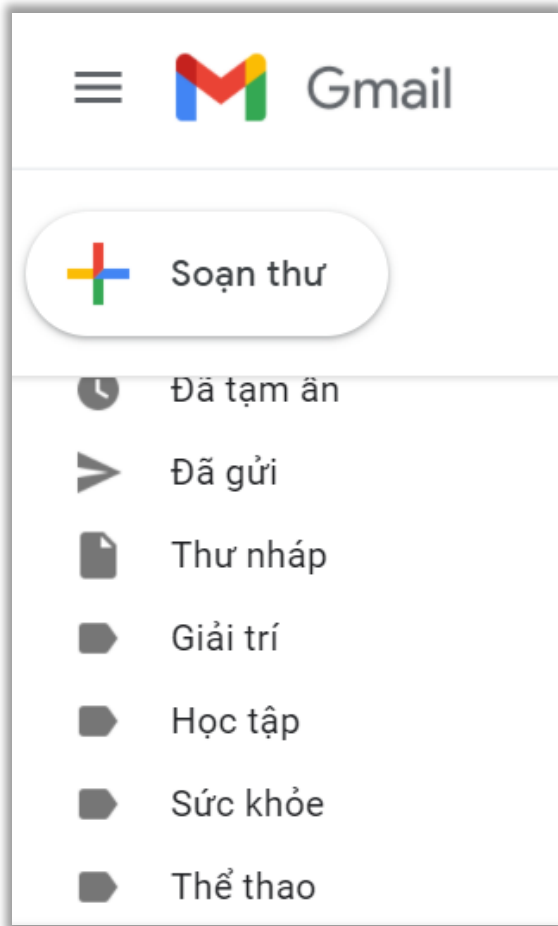 Gmail
Soạn thư
Đã tạm ẩn
Đã gửi
Thư nháp
Giải trí
Học tập
Sức khỏe
Thể thao